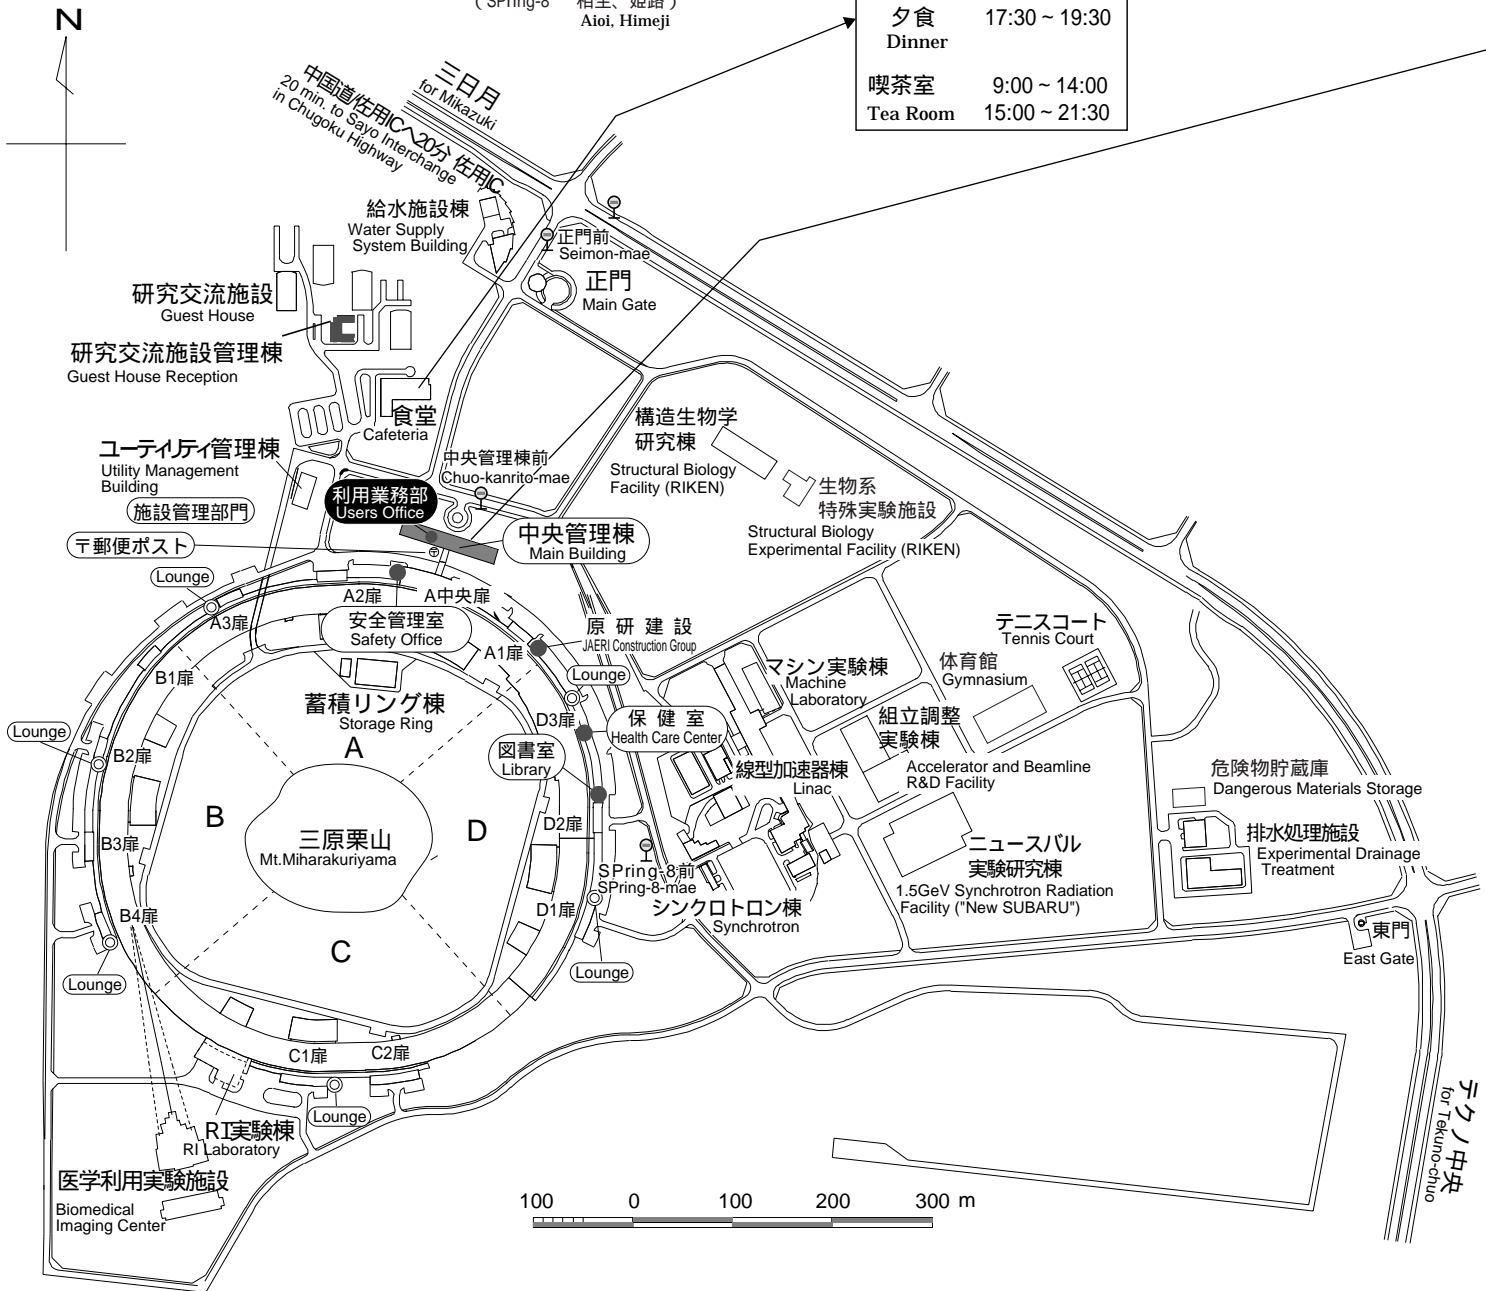 N
( SPring-8 相生、姫路 )
Aioi, Himeji
夕食 17:30 ~ 19:30
Dinner
喫茶室 9:00 ~ 14:00
Tea Room 15:00 ~ 21:30
三日月
for Mikazuki
中国道/佐用ICへ20分 佐用IC
20 min. to Sayo Interchange
in Chugoku Highway
給水施設棟
Water Supply
System Building
正門前
Seimon-mae
正門
Main Gate
研究交流施設
Guest House
研究交流施設管理棟
Guest House Reception
食堂
Cafeteria
ユーティリティ管理棟
Utility Management
Building
施設管理部門
中央管理棟前
Chuo-kanrito-mae
利用業務部
Users Office
中央管理棟
Main Building
〒郵便ポスト
構造生物学
研究棟
Structural Biology
Facility (RIKEN)
生物系
特殊実験施設
Structural Biology
Experimental Facility (RIKEN)
Lounge
A3扉
A2扉
A中央扉
安全管理室
Safety Office
A1扉
原 研 建 設
JAERI Construction Group
Lounge
B1扉
蓄積リング棟
Storage Ring
D3扉
保 健 室
Health Care Center
図書室
Library
マシン実験棟
Machine
Laboratory
テニスコート
Tennis Court
体育館
Gymnasium
組立調整
実験棟
Accelerator and Beamline
R&D Facility
線型加速器棟
Linac
危険物貯蔵庫
Dangerous Materials Storage
排水処理施設
Experimental Drainage
Treatment
ニュースバル
実験研究棟
1.5GeV Synchrotron Radiation
Facility ("New SUBARU")
Lounge
B2扉
A
B
D
三原栗山
Mt.Miharakuriyama
B3扉
D2扉
SPring-8前
SPring-8-mae
シンクロトロン棟
Synchrotron
B4扉
D1扉
C
Lounge
Lounge
東門
East Gate
C1扉
C2扉
Lounge
RI実験棟
RI Laboratory
医学利用実験施設
Biomedical
Imaging Center
テクノ中央
for Tekuno-chuo
100 0 100 200 300 m